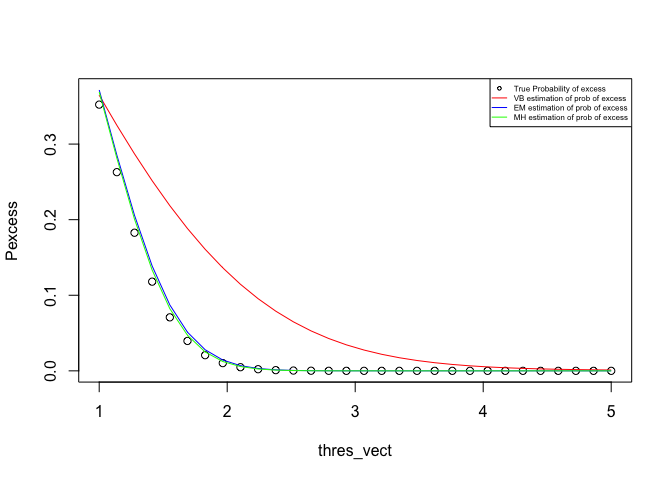 True Probability of excess
VB estimation of prob of excess
EM estimation of prob of excess
MH estimation of prob of excess
Pexcess
0.3
0.2
0.1
0.0
1 2 3 4 5
thres_vect